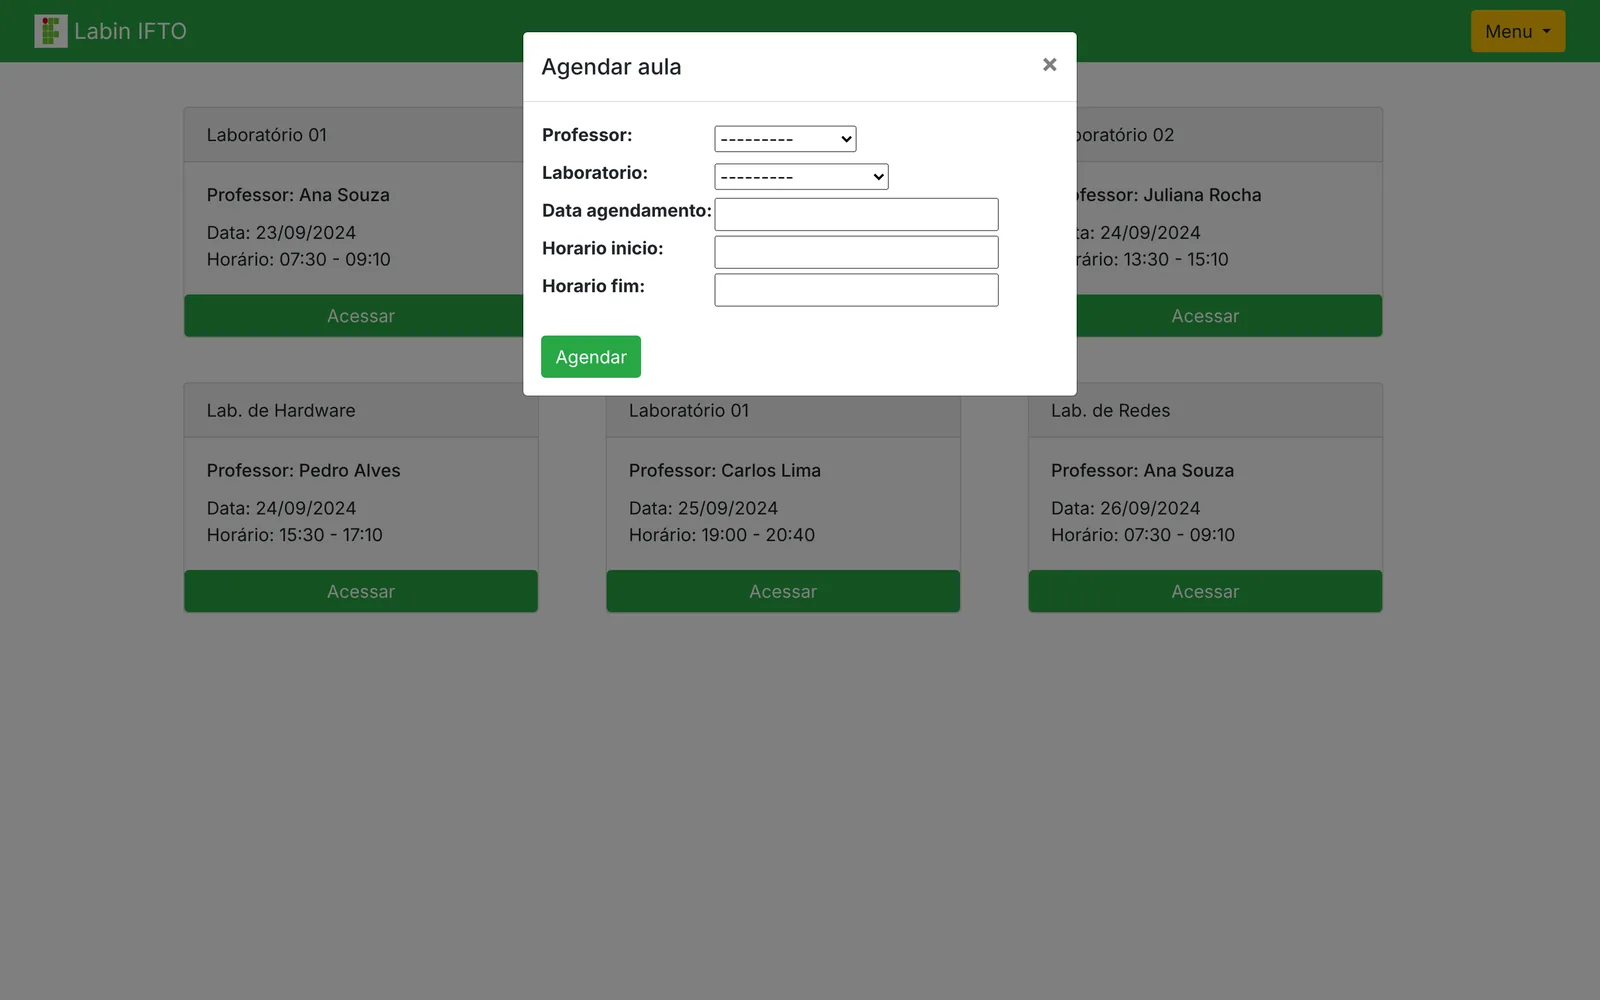 Labin IFTO
Menu
Agendar aula
×
Professor:
---------
Laboratorio:
---------
Data agendamento:
Horario inicio:
Horario fim:
Agendar
Laboratório 01
Professor: Ana Souza
Data: 23/09/2024
Horário: 07:30 - 09:10
Acessar
boratório 02
fessor: Juliana Rocha
ta: 24/09/2024
rário: 13:30 - 15:10
Acessar
Lab. de Hardware
Professor: Pedro Alves
Data: 24/09/2024
Horário: 15:30 - 17:10
Acessar
Laboratório 01
Professor: Carlos Lima
Data: 25/09/2024
Horário: 19:00 - 20:40
Acessar
Lab. de Redes
Professor: Ana Souza
Data: 26/09/2024
Horário: 07:30 - 09:10
Acessar